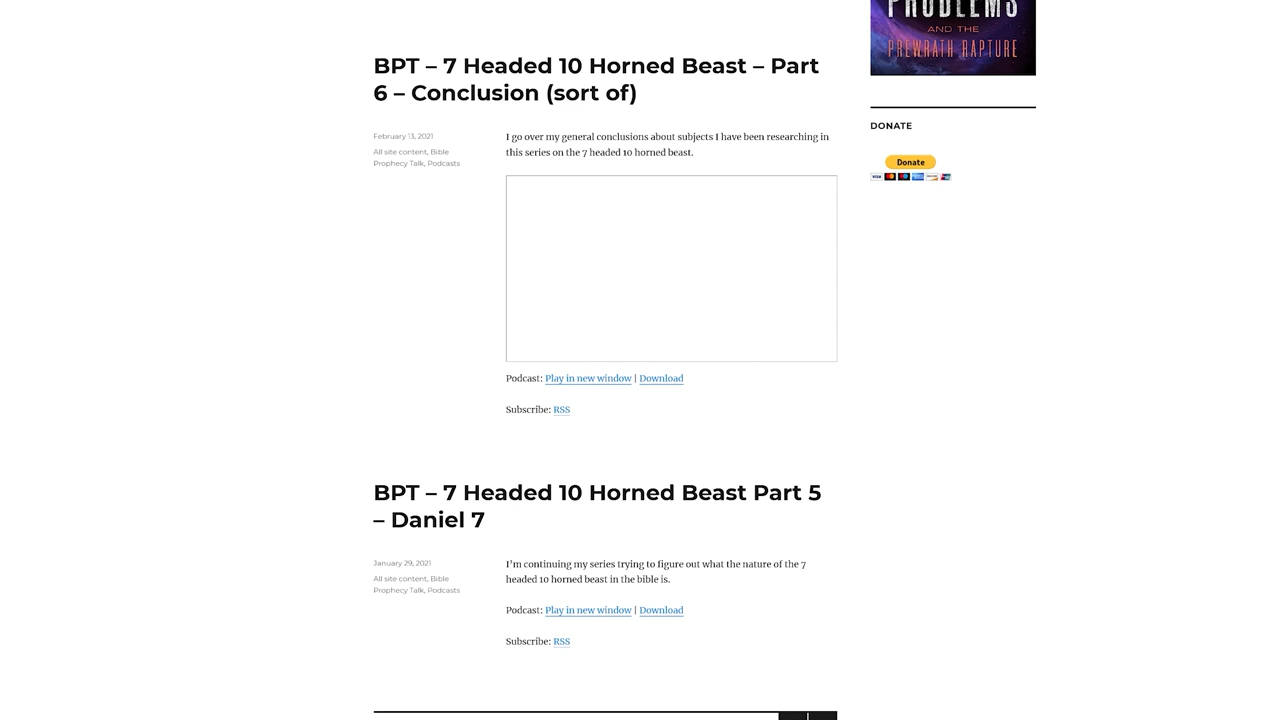 PROBLEMS
AND THE
PREWRATH RAPTURE
BPT – 7 Headed 10 Horned Beast – Part
6 – Conclusion (sort of)
February 13, 2021
All site content, Bible
Prophecy Talk, Podcasts
I go over my general conclusions about subjects I have been researching in
this series on the 7 headed 10 horned beast.
Podcast: Play in new window | Download
Subscribe: RSS
DONATE
Donate
VISA
BPT – 7 Headed 10 Horned Beast Part 5
– Daniel 7
January 29, 2021
All site content, Bible
Prophecy Talk, Podcasts
I’m continuing my series trying to figure out what the nature of the 7
headed 10 horned beast in the bible is.
Podcast: Play in new window | Download
Subscribe: RSS